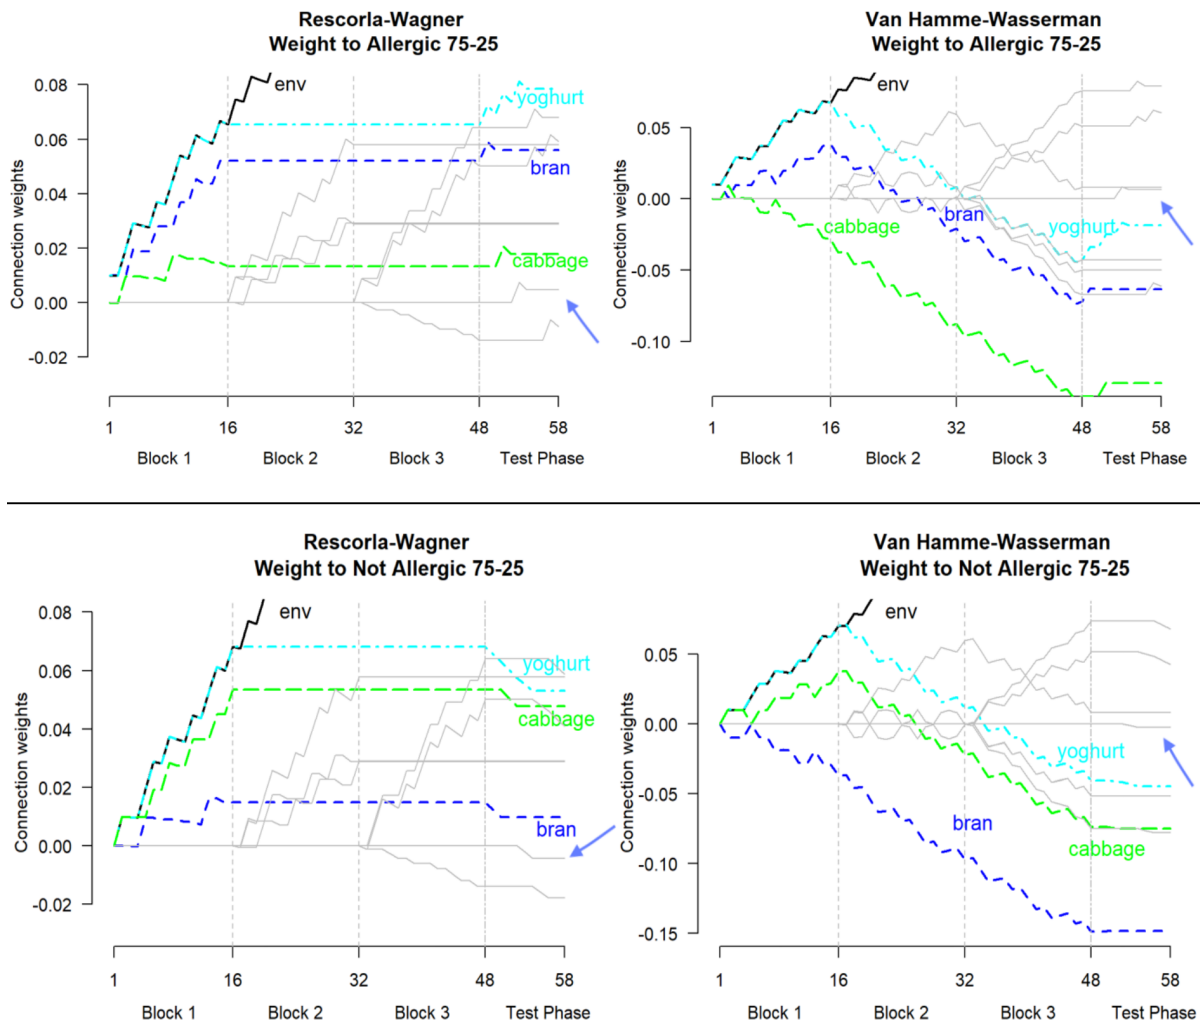 Rescorla-Wagner
Weight to Allergic 75-25
Connection weights
0.08
0.06
0.04
0.02
0.00
-0.02
env
yoghurt
bran
cabbage
1 16 32 48 58
Block 1 Block 2 Block 3 Test Phase
Van Hamme-Wasserman
Weight to Allergic 75-25
Connection weights
0.05
0.00
-0.05
-0.10
env
cabbage
bran
yoghurt
1 16 32 48 58
Block 1 Block 2 Block 3 Test Phase
Rescorla-Wagner
Weight to Not Allergic 75-25
Connection weights
0.08
0.06
0.04
0.02
0.00
-0.02
env
yoghurt
cabbage
bran
1 16 32 48 58
Block 1 Block 2 Block 3 Test Phase
Van Hamme-Wasserman
Weight to Not Allergic 75-25
Connection weights
0.05
0.00
-0.05
-0.10
-0.15
env
yoghurt
bran
cabbage
1 16 32 48 58
Block 1 Block 2 Block 3 Test Phase